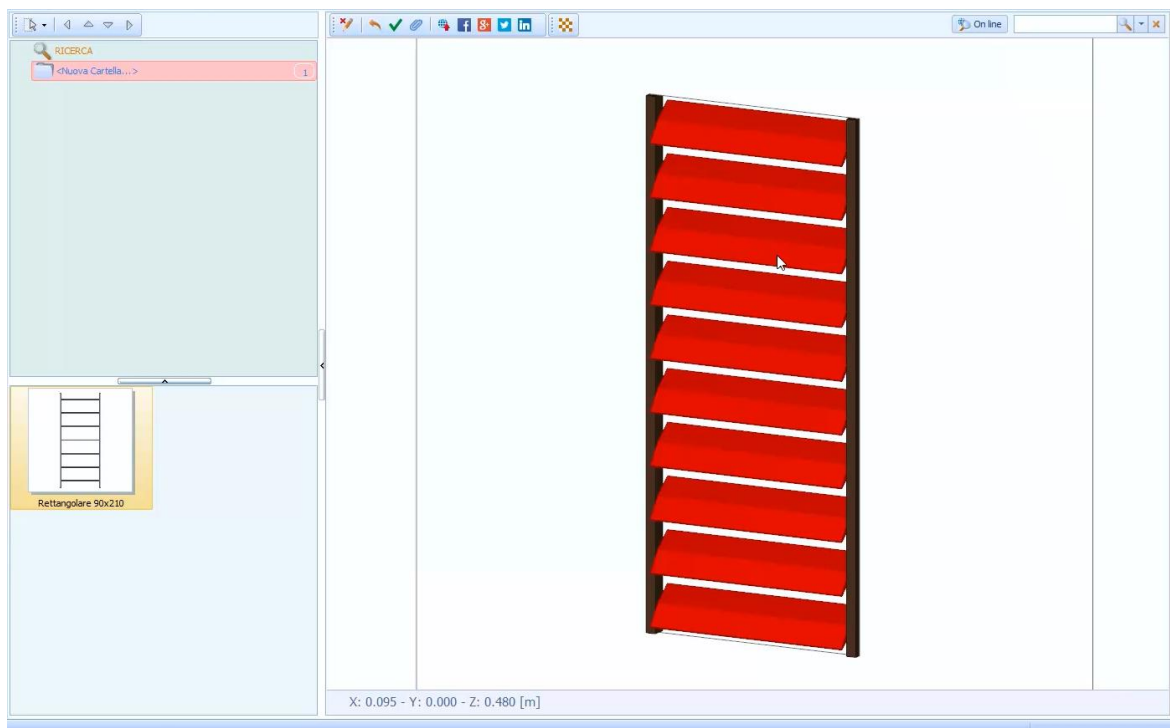 RICERCA
<Nuova Cartella...>
1
On line
Rettangolare 90x210
X: 0.095 - Y: 0.000 - Z: 0.480 [m]